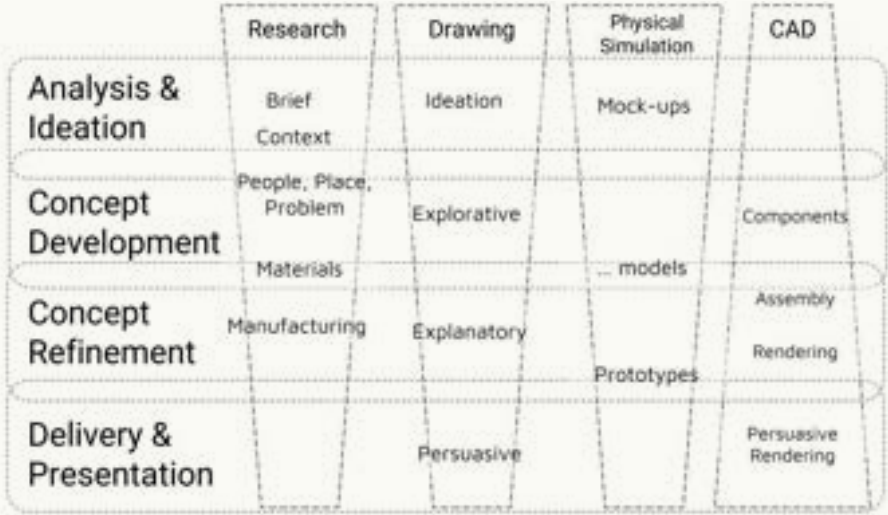 Research
Drawing
Physical
Simulation
CAD
Analysis &
Ideation
Brief
Context
Ideation
Mock-ups
People, Place,
Problem
Concept
Development
Explorative
Components
Materials
... models
Concept
Refinement
Manufacturing
Explanatory
Assembly
Rendering
Prototypes
Delivery &
Presentation
Persuasive
Persuasive
Rendering